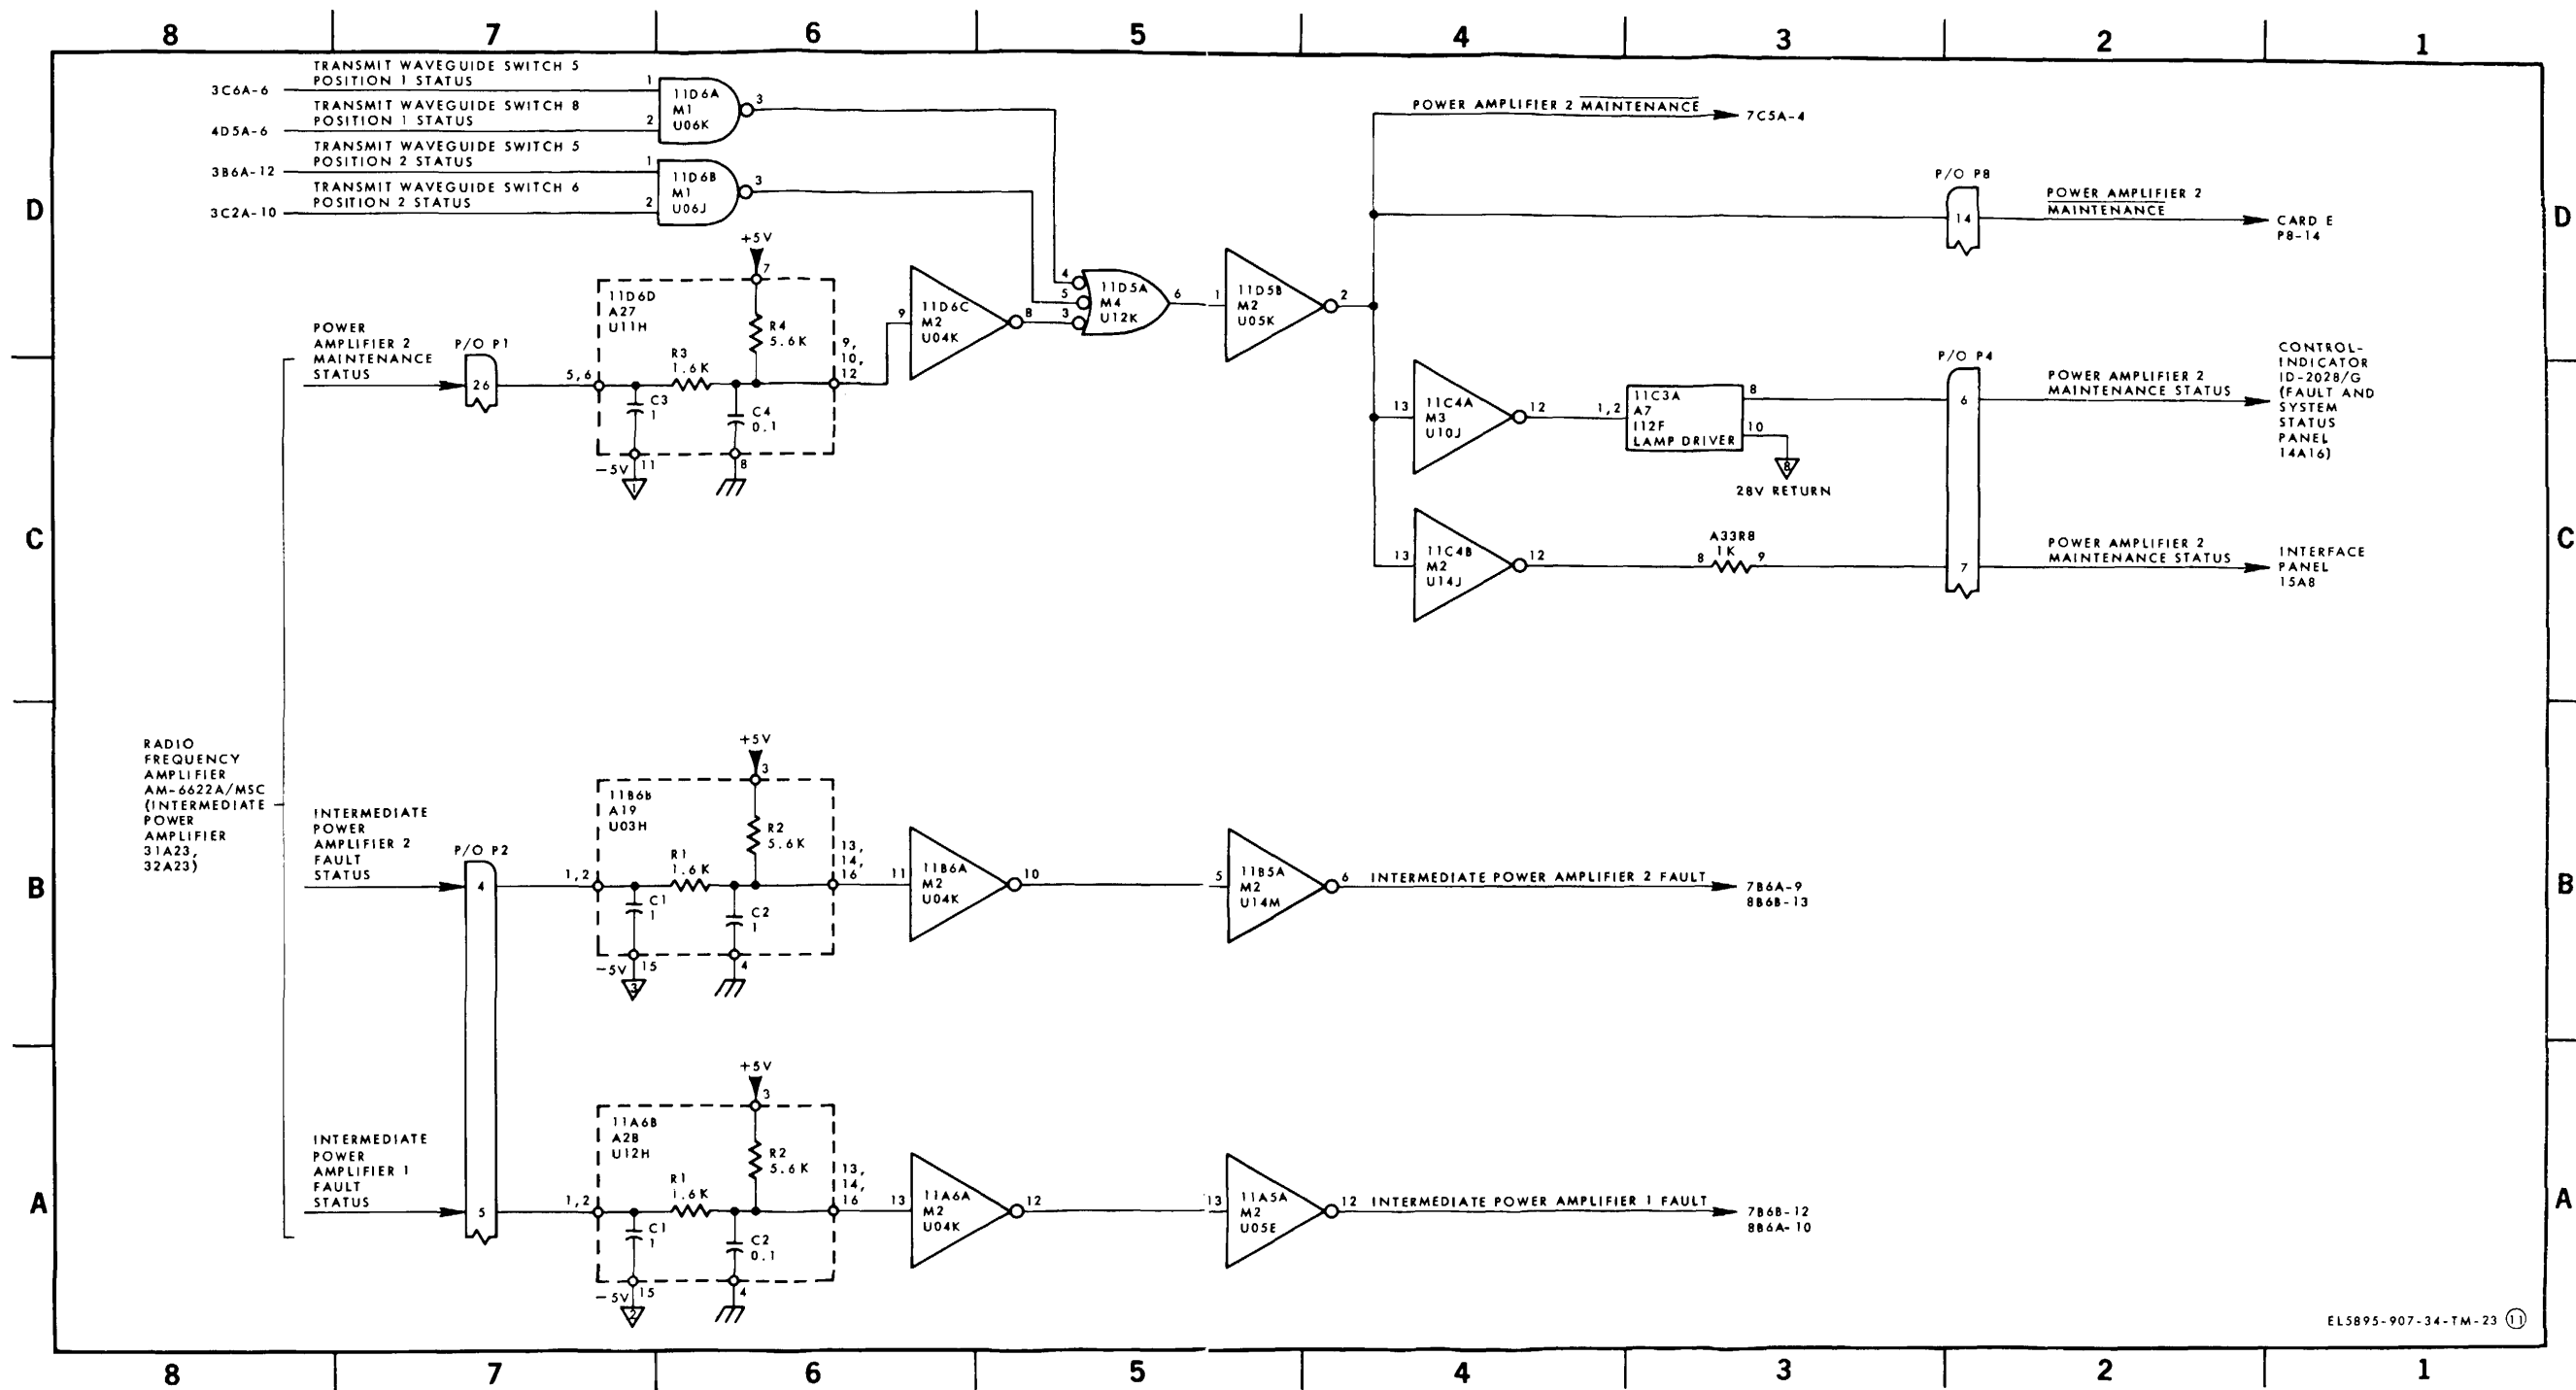 8 7 6 5 4 3 2 1
D
C
B
A
3C6A-6
TRANSMIT WAVEGUIDE SWITCH 5
POSITION 1 STATUS
1
4D5A-6
TRANSMIT WAVEGUIDE SWITCH 8
POSITION 1 STATUS
2
11D6A
M1
U06K
3
3B6A-12
TRANSMIT WAVEGUIDE SWITCH 5
POSITION 2 STATUS
1
3C2A-10
TRANSMIT WAVEGUIDE SWITCH 6
POSITION 2 STATUS
2
11D6B
M1
U06J
3
POWER
AMPLIFIER 2
MAINTENANCE
STATUS
P/O P1
26
5,6
11D6D
A27
U11H
+5V
7
R4
5.6K
R3
1.6K
C3
1
C4
0.1
-5V
11
1
8
9,
10,
12
9
11D6C
M2
U04K
8
4
5
3
11D5A
M4
U12K
6
1
11D5B
M2
U05K
2
POWER AMPLIFIER 2 MAINTENANCE
7C5A-4
P/O P8
14
POWER AMPLIFIER 2
MAINTENANCE
CARD E
P8-14
13
11C4A
M3
U10J
12
1,2
11C3A
A7
I12F
LAMP DRIVER
8
10
8
28V RETURN
P/O P4
6
POWER AMPLIFIER 2
MAINTENANCE STATUS
CONTROL-
INDICATOR
ID-2028/G
(FAULT AND
SYSTEM
STATUS
PANEL
14A16)
13
11C4B
M2
U14J
12
A33R8
1K
8
9
7
POWER AMPLIFIER 2
MAINTENANCE STATUS
INTERFACE
PANEL
15A8
RADIO
FREQUENCY
AMPLIFIER
AM-6622A/MSC
(INTERMEDIATE
POWER
AMPLIFIER
31A23,
32A23)
INTERMEDIATE
POWER
AMPLIFIER 2
FAULT
STATUS
P/O P2
4
1,2
11B6B
A19
U03H
+5V
3
R2
5.6K
R1
1.6K
C1
1
C2
1
-5V
15
3
4
13,
14,
16
11
11B6A
M2
U04K
10
5
11B5A
M2
U14M
6
INTERMEDIATE POWER AMPLIFIER 2 FAULT
7B6A-9
8B6B-13
INTERMEDIATE
POWER
AMPLIFIER 1
FAULT
STATUS
5
1,2
11A6B
A28
U12H
+5V
3
R2
5.6K
R1
1.6K
C1
1
C2
0.1
-5V
15
2
4
13,
14,
16
13
11A6A
M2
U04K
12
13
11A5A
M2
U05E
12
INTERMEDIATE POWER AMPLIFIER 1 FAULT
7B6B-12
8B6A-10
EL5895-907-34-TM-23 11
D
C
B
A
8 7 6 5 4 3 2 1